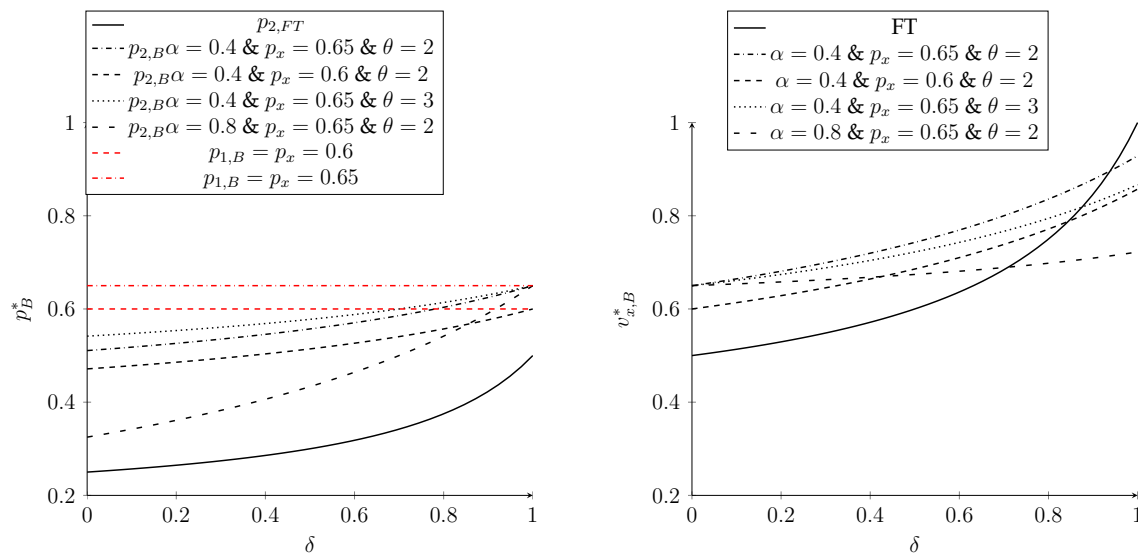 p_{2,FT}
p_{2,B}α = 0.4 & p_x = 0.65 & θ = 2
p_{2,B}α = 0.4 & p_x = 0.6 & θ = 2
p_{2,B}α = 0.4 & p_x = 0.65 & θ = 3
p_{2,B}α = 0.8 & p_x = 0.65 & θ = 2
p_{1,B} = p_x = 0.6
p_{1,B} = p_x = 0.65
1
0.8
0.6
0.4
0.2
p^*_B
0 0.2 0.4 0.6 0.8 1
δ
FT
α = 0.4 & p_x = 0.65 & θ = 2
α = 0.4 & p_x = 0.6 & θ = 2
α = 0.4 & p_x = 0.65 & θ = 3
α = 0.8 & p_x = 0.65 & θ = 2
1
0.8
0.6
0.4
0.2
v^*_{x,B}
0 0.2 0.4 0.6 0.8 1
δ